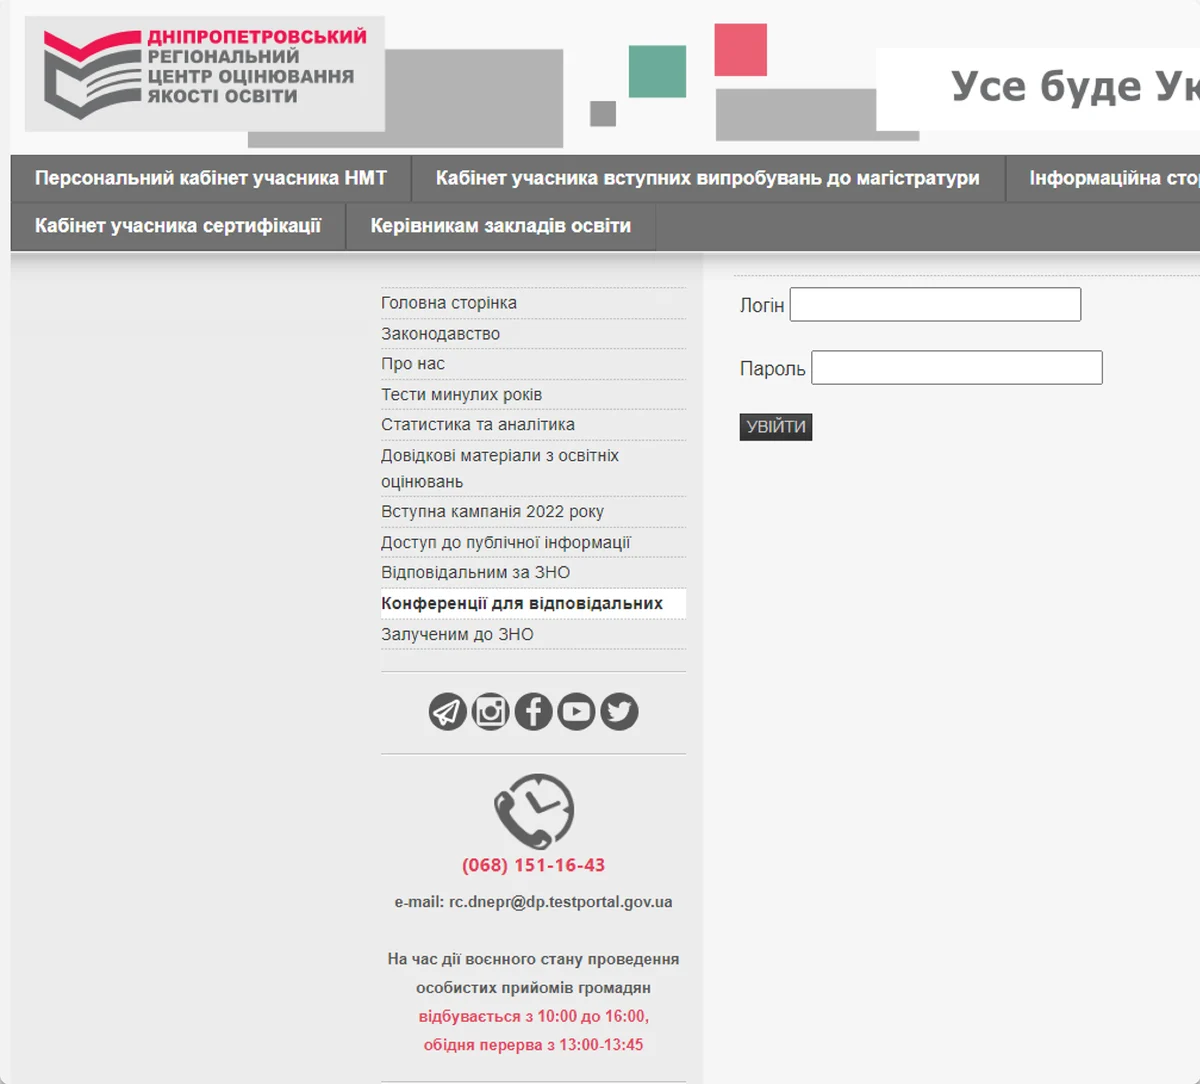 ДНІПРОПЕТРОВСЬКИЙ
РЕГІОНАЛЬНИЙ
ЦЕНТР ОЦІНЮВАННЯ
ЯКОСТІ ОСВІТИ
Усе буде Ук
Персональний кабінет учасника НМТ
Кабінет учасника вступних випробувань до магістратури
Інформаційна стор
Кабінет учасника сертифікації
Керівникам закладів освіти
Головна сторінка
Законодавство
Про нас
Тести минулих років
Статистика та аналітика
Довідкові матеріали з освітніх
оцінювань
Вступна кампанія 2022 року
Доступ до публічної інформації
Відповідальним за ЗНО
Конференції для відповідальних
Залученим до ЗНО
(068) 151-16-43
e-mail: rc.dnepr@dp.testportal.gov.ua
На час дії воєнного стану проведення
особистих прийомів громадян
відбувається з 10:00 до 16:00,
обідня перерва з 13:00-13:45
Логін
Пароль
УВІЙТИ